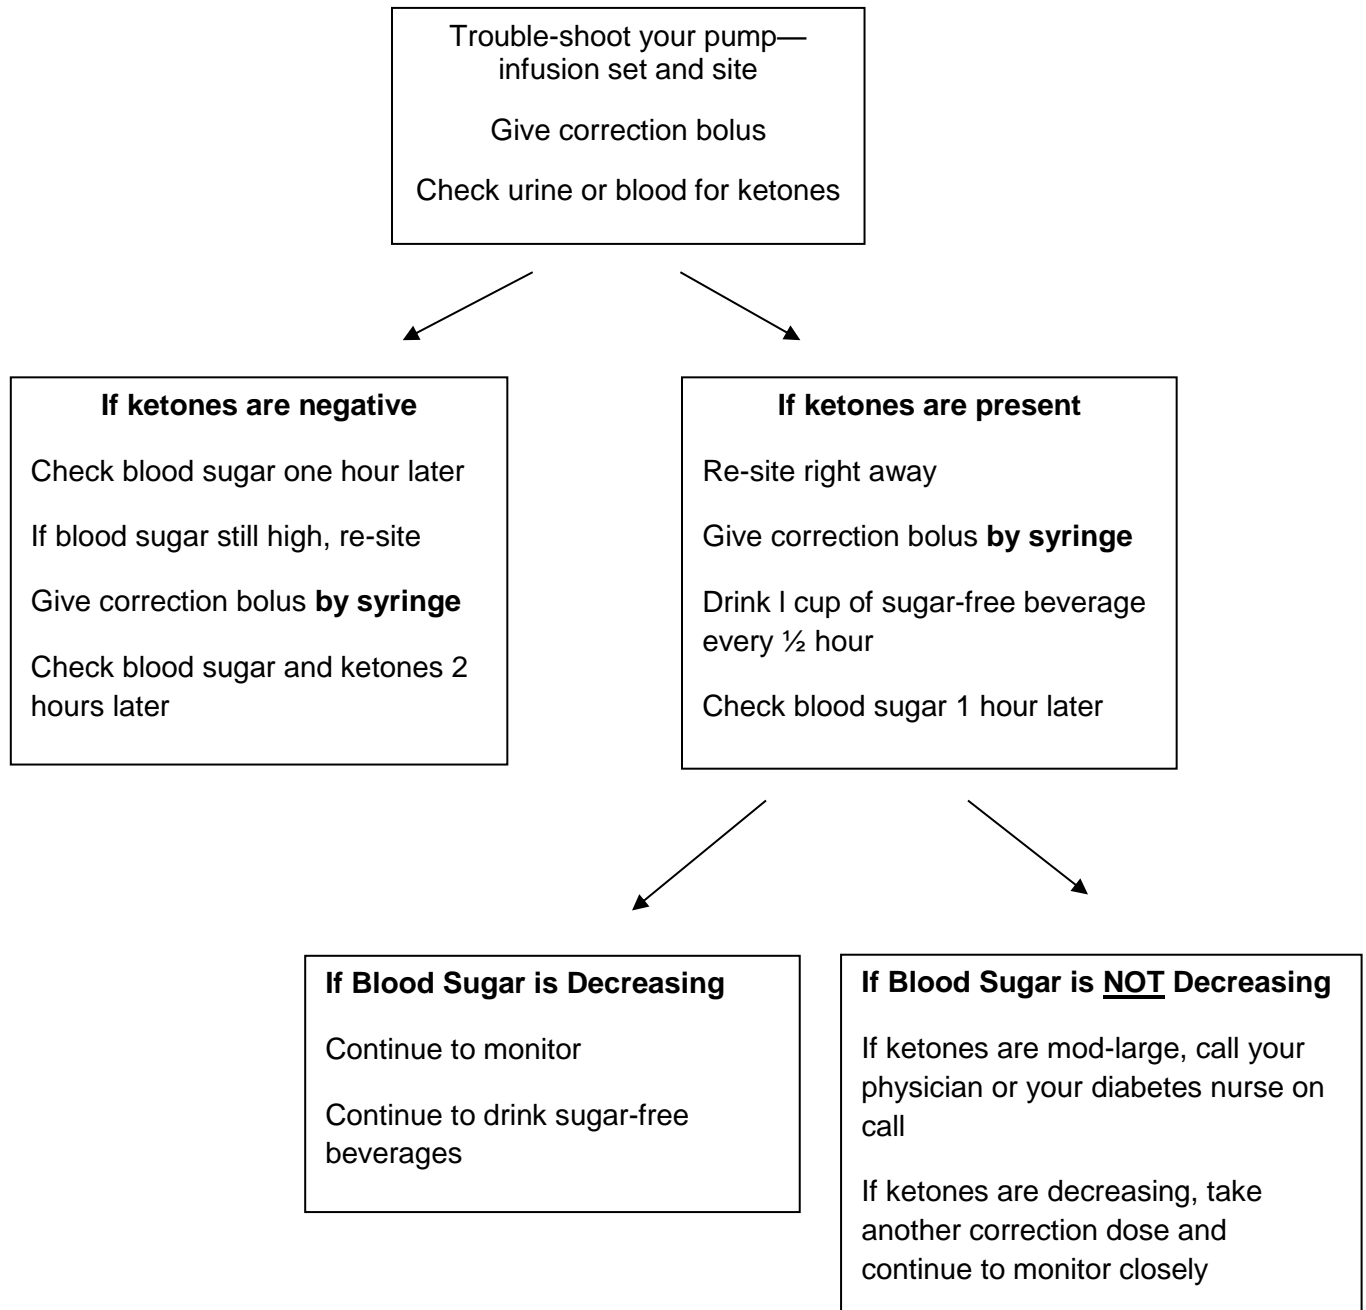 Trouble-shoot your pump—
infusion set and site
Give correction bolus
Check urine or blood for ketones
If ketones are negative
Check blood sugar one hour later
If blood sugar still high, re-site
Give correction bolus by syringe
Check blood sugar and ketones 2
hours later
If ketones are present
Re-site right away
Give correction bolus by syringe
Drink l cup of sugar-free beverage
every ½ hour
Check blood sugar 1 hour later
If Blood Sugar is Decreasing
Continue to monitor
Continue to drink sugar-free
beverages
If Blood Sugar is NOT Decreasing
If ketones are mod-large, call your
physician or your diabetes nurse on
call
If ketones are decreasing, take
another correction dose and
continue to monitor closely